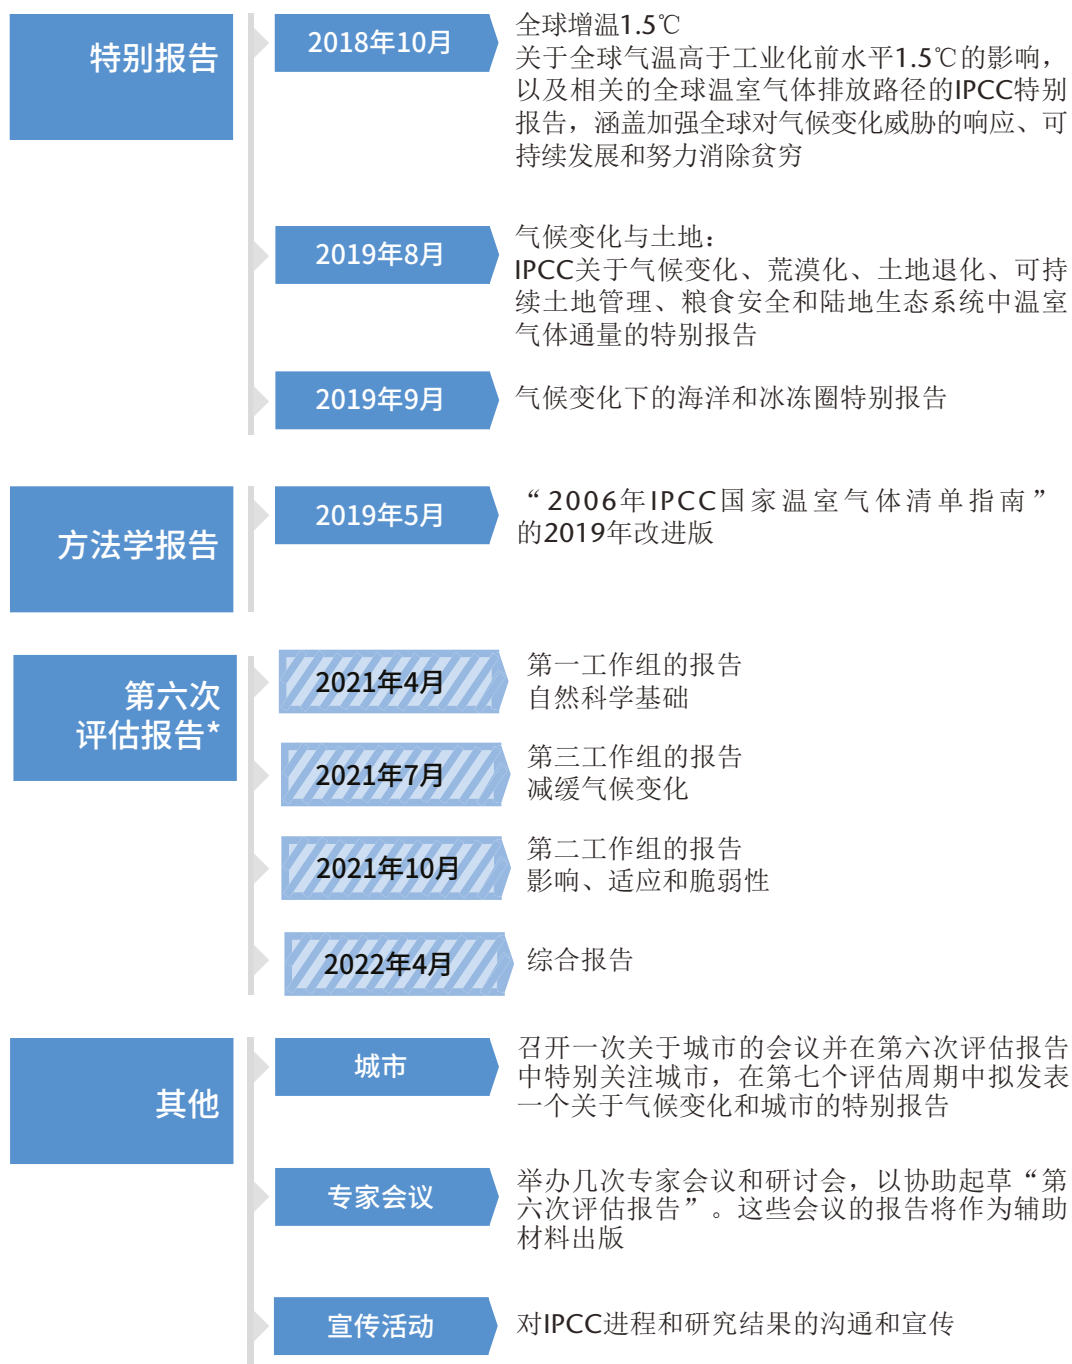 特别报告
2018年10月
全球增温1.5℃
关于全球气温高于工业化前水平1.5℃的影响，
以及相关的全球温室气体排放路径的IPCC特别
报告，涵盖加强全球对气候变化威胁的响应、可
持续发展和努力消除贫穷
2019年8月
气候变化与土地：
IPCC关于气候变化、荒漠化、土地退化、可持
续土地管理、粮食安全和陆地生态系统中温室
气体通量的特别报告
2019年9月
气候变化下的海洋和冰冻圈特别报告
方法学报告
2019年5月
“2006年IPCC国家温室气体清单指南”
的2019年改进版
第六次
评估报告*
2021年4月
第一工作组的报告
自然科学基础
2021年7月
第三工作组的报告
减缓气候变化
2021年10月
第二工作组的报告
影响、适应和脆弱性
2022年4月
综合报告
其他
城市
召开一次关于城市的会议并在第六次评估报告
中特别关注城市，在第七个评估周期中拟发表
一个关于气候变化和城市的特别报告
专家会议
举办几次专家会议和研讨会，以协助起草“第
六次评估报告”。这些会议的报告将作为辅助
材料出版
宣传活动
对IPCC进程和研究结果的沟通和宣传